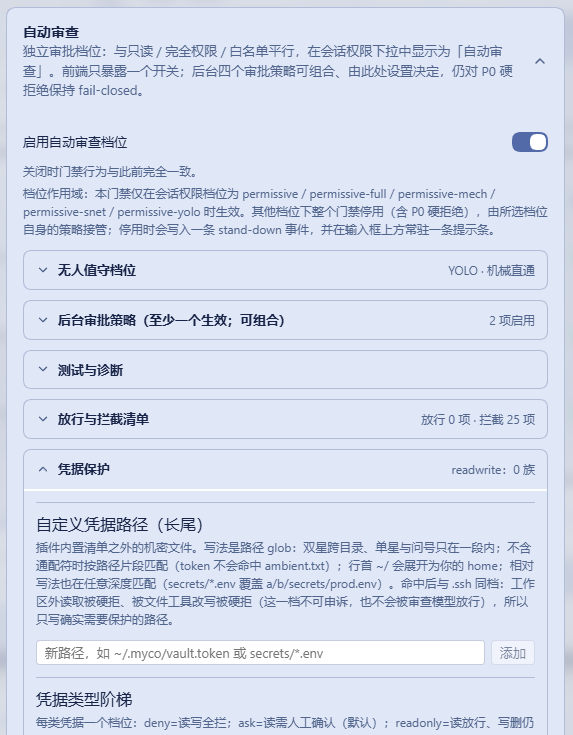 自动审查
独立审批档位：与只读 / 完全权限 / 白名单平行，在会话权限下拉中显示为「自动审
查」。前端只暴露一个开关；后台四个审批策略可组合、由此处设置决定，仍对 P0 硬
拒绝保持 fail-closed。
启用自动审查档位
关闭时门禁行为与此前完全一致。
档位作用域：本门禁仅在会话权限档位为 permissive / permissive-full / permissive-mech /
permissive-snet / permissive-yolo 时生效。其他档位下整个门禁停用（含 P0 硬拒绝），由所选档位
自身的策略接管；停用时会写入一条 stand-down 事件，并在输入框上方常驻一条提示条。
无人值守档位 YOLO · 机械直通
后台审批策略（至少一个生效；可组合） 2 项启用
测试与诊断
放行与拦截清单 放行 0 项 · 拦截 25 项
凭据保护 readwrite：0 族
自定义凭据路径（长尾）
插件内置清单之外的机密文件。写法是路径 glob：双星跨目录、单星与问号只在一段内；不含
通配符时按路径片段匹配（token 不会命中 ambient.txt）；行首 ~/ 会展开为你的 home；相对
写法也在任意深度匹配（secrets/*.env 覆盖 a/b/secrets/prod.env）。命中后与 .ssh 同档：工作
区外读取被硬拒、被文件工具改写被硬拒（这一档不可申诉，也不会被审查模型放行），所以
只写确实需要保护的路径。
新路径，如 ~/.myco/vault.token 或 secrets/*.env 添加
凭据类型阶梯
每类凭据一个档位：deny=读写全拦；ask=读需人工确认（默认）；readonly=读放行、写删仍